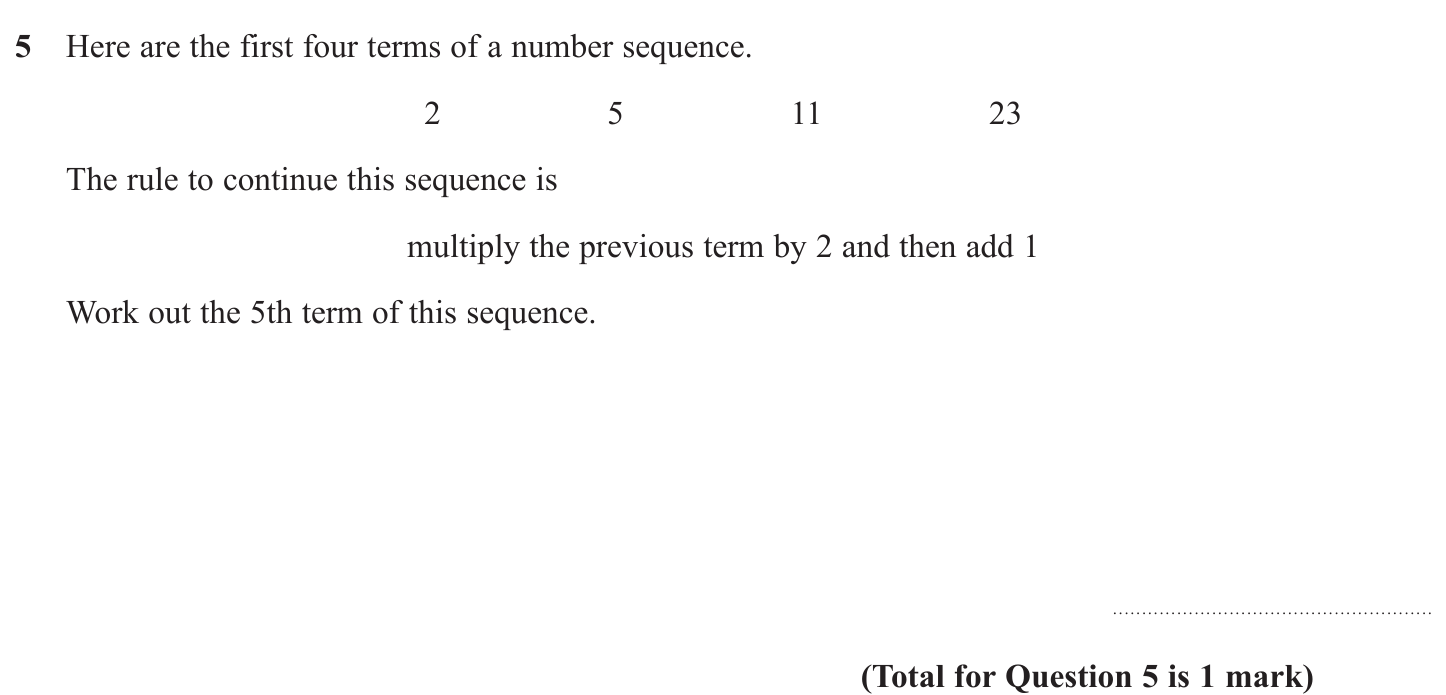 5 Here are the first four terms of a number sequence.
2 5 11 23
The rule to continue this sequence is
multiply the previous term by 2 and then add 1
Work out the 5th term of this sequence.
(Total for Question 5 is 1 mark)